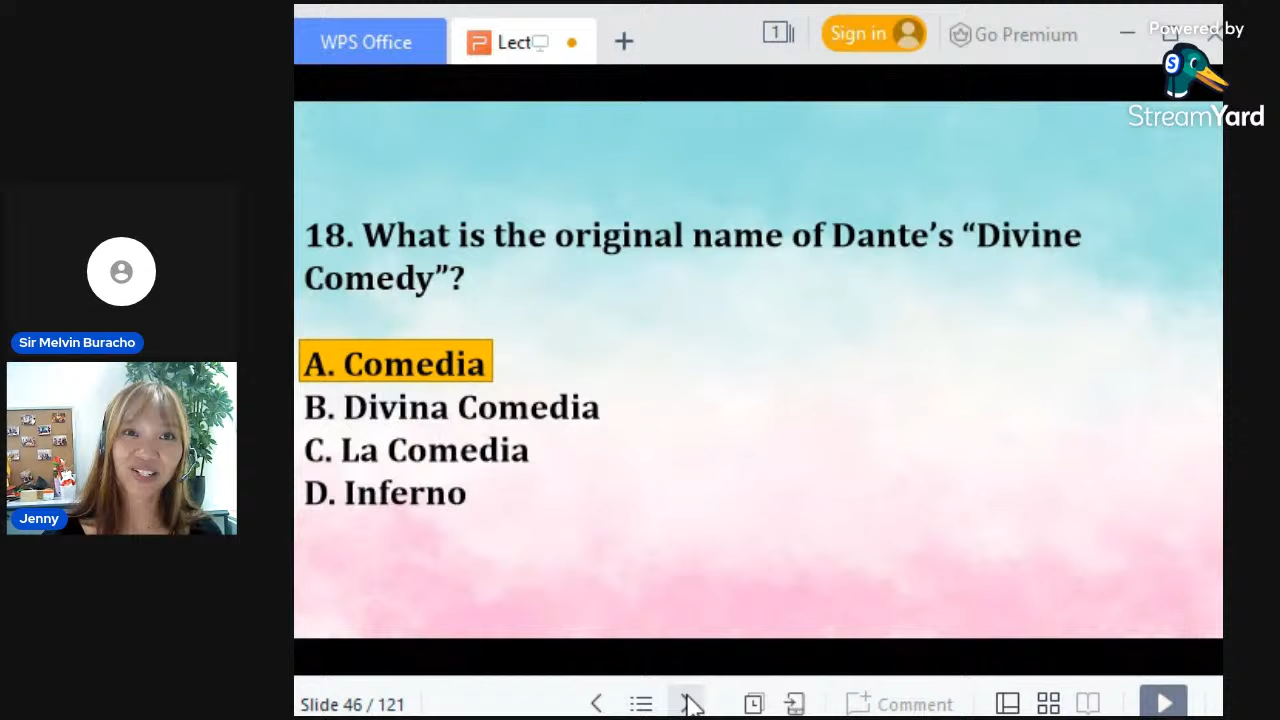 WPS Office
Lect
1
Sign in
Go Premium
Powered by
StreamYard
18. What is the original name of Dante’s “Divine
Comedy”?
A. Comedia
B. Divina Comedia
C. La Comedia
D. Inferno
Sir Melvin Buracho
Jenny
Slide 46 / 121
Comment